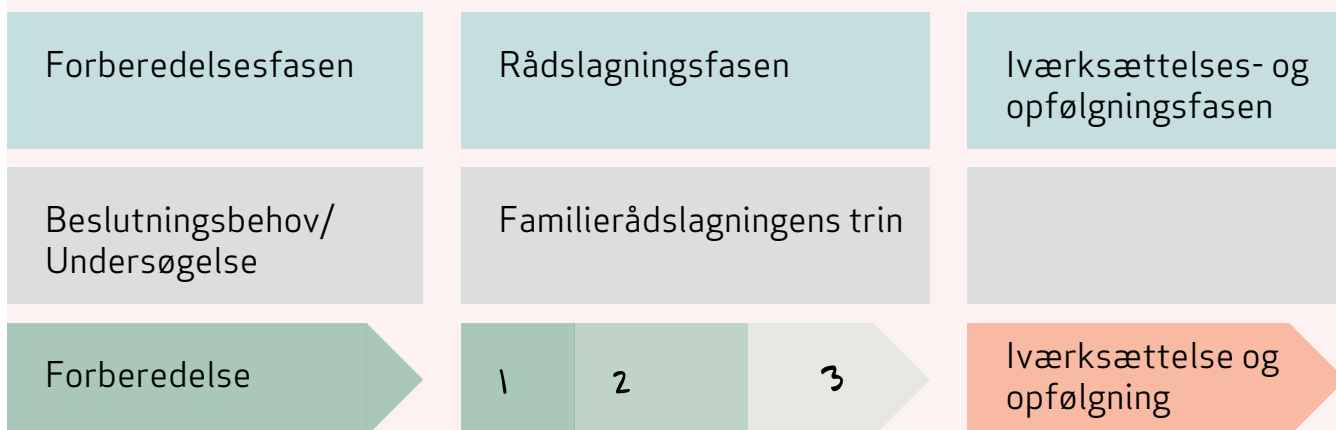 Forberedelsesfasen
Rådslagningsfasen
Iværksættelses- og
opfølgningsfasen
Beslutningsbehov/
Undersøgelse
Familierådslagningens trin
Forberedelse
1
2
3
Iværksættelse og
opfølgning